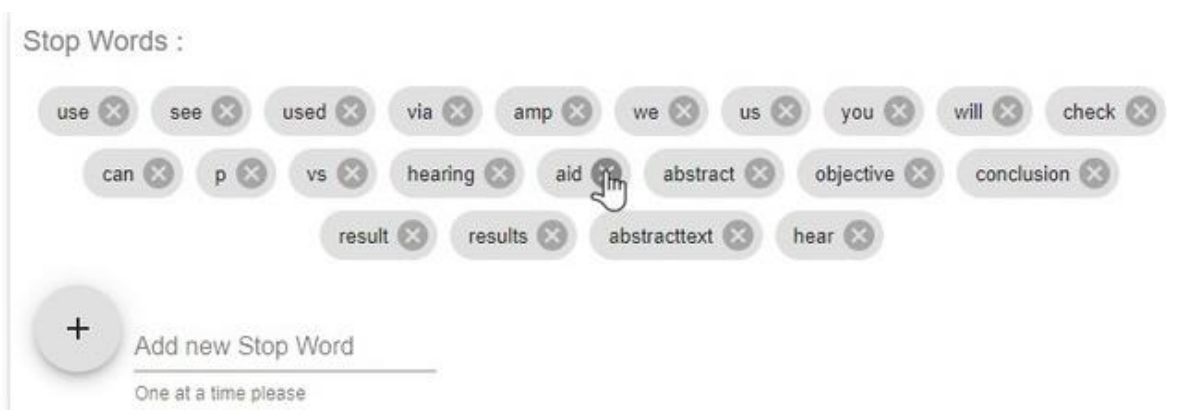 Stop Words :
use see used via amp we us you will check
can p vs hearing aid abstract objective conclusion
result results abstracttext hear
+
Add new Stop Word
One at a time please